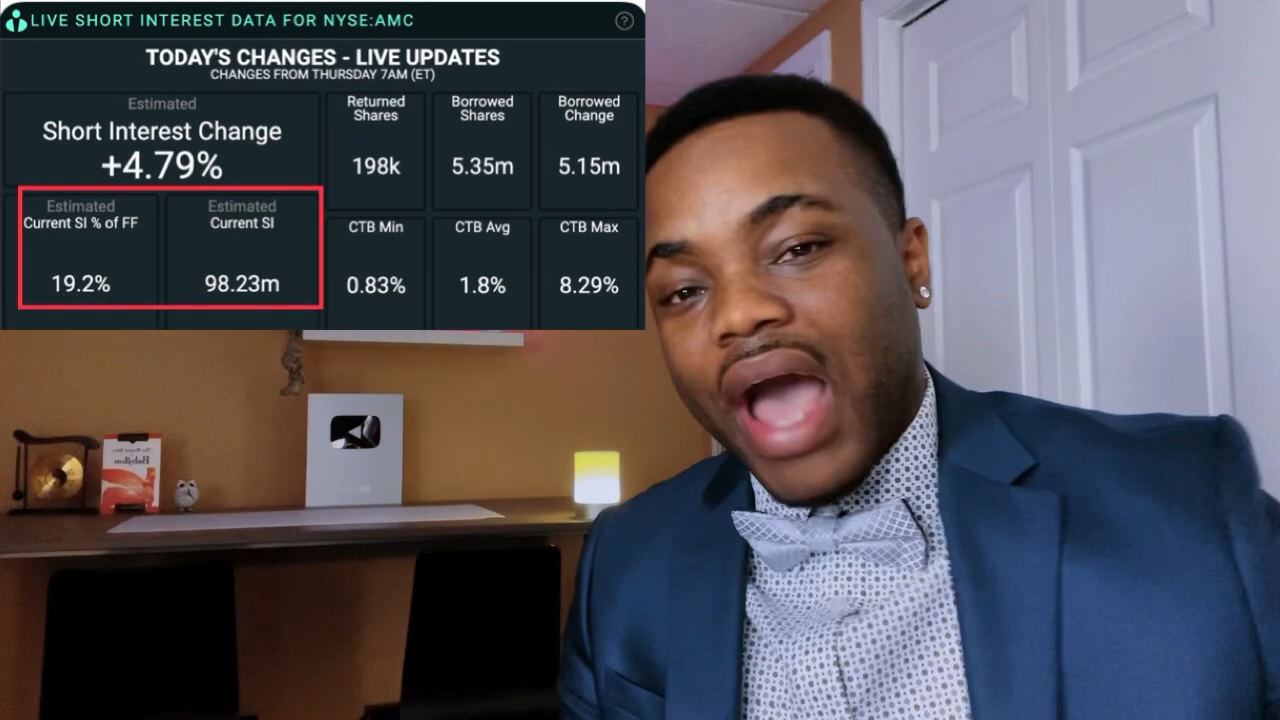 LIVE SHORT INTEREST DATA FOR NYSE:AMC
?
TODAY'S CHANGES - LIVE UPDATES
CHANGES FROM THURSDAY 7AM (ET)
Estimated
Short Interest Change
+4.79%
Returned
Shares
198k
Borrowed
Shares
5.35m
Borrowed
Change
5.15m
Estimated
Current SI % of FF
19.2%
Estimated
Current SI
98.23m
CTB Min
0.83%
CTB Avg
1.8%
CTB Max
8.29%
Babylon